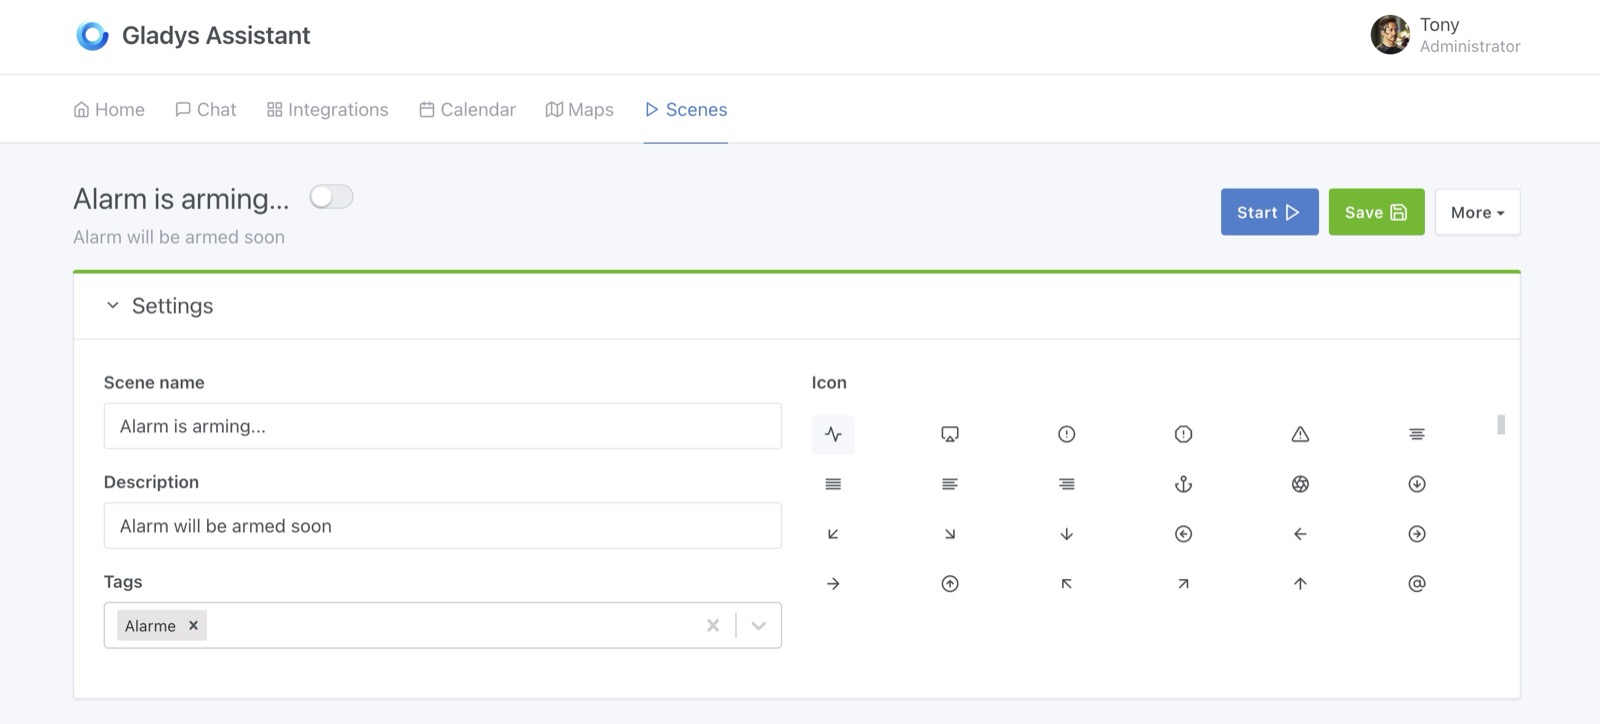 Gladys Assistant
Tony
Administrator
Home Chat Integrations Calendar Maps Scenes
Alarm is arming...
Alarm will be armed soon
Start Save More
Settings
Scene name
Alarm is arming...
Description
Alarm will be armed soon
Tags
Alarme
Icon